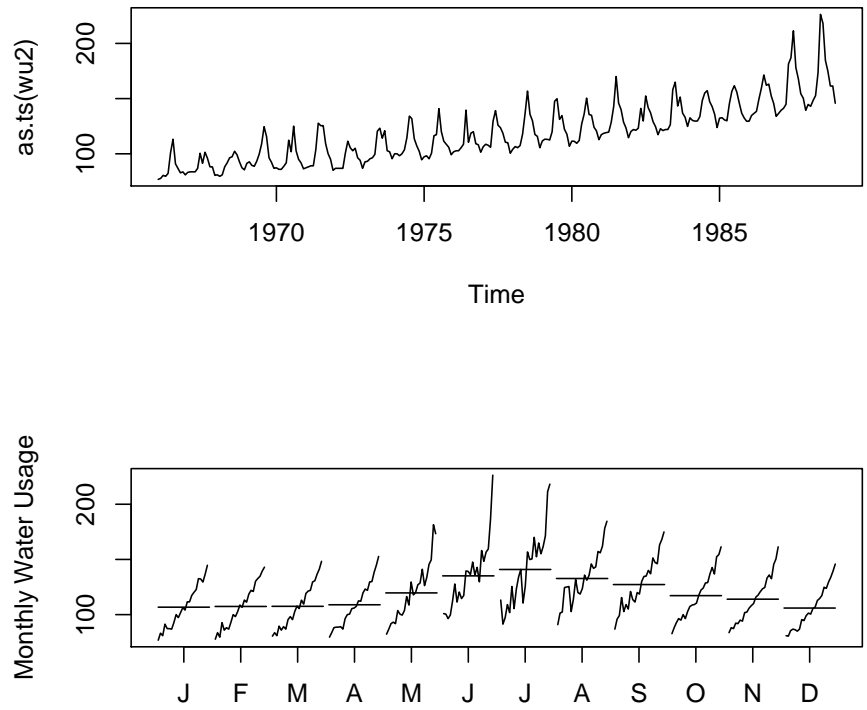 as.ts(wu2)
200
100
1970 1975 1980 1985
Time
Monthly Water Usage
200
100
J F M A M J J A S O N D